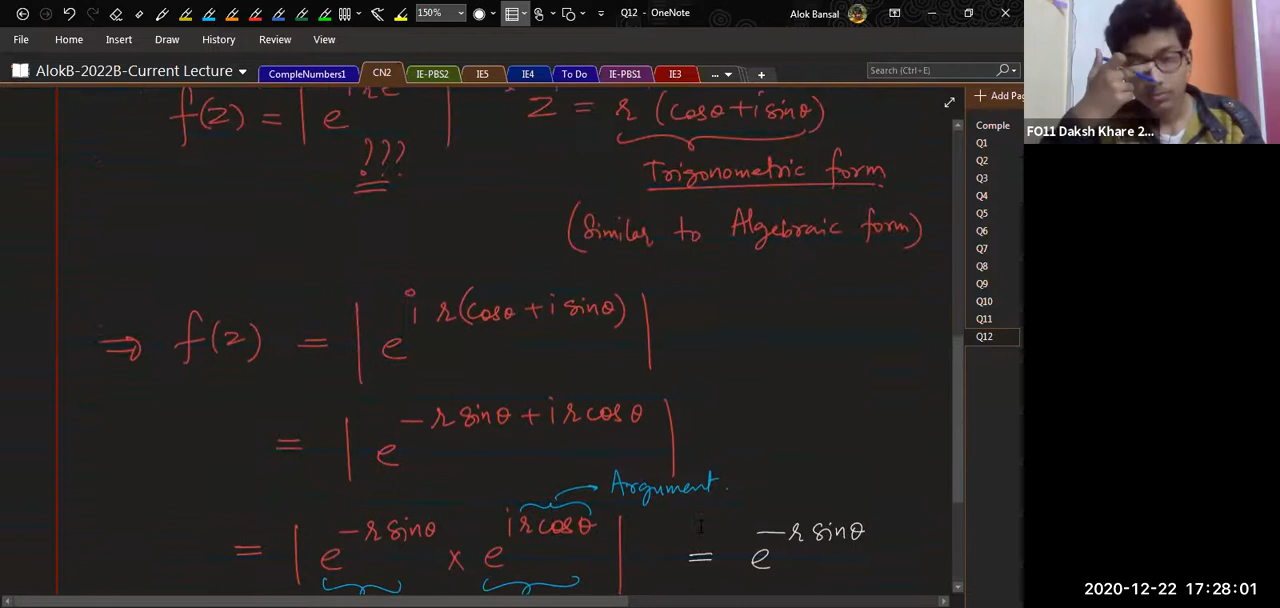 150%
Q12 - OneNote
Alok Bansal
File Home Insert Draw History Review View
AlokB-2022B-Current Lecture
CompleNumbers1 CN2 IE-PBS2 IE5 IE4 To Do IE-PBS1 IE3 ... +
Search (Ctrl+E)
+ Add Pag
FO11 Daksh Khare 2...
Comple
Q1
Q2
Q3
Q4
Q5
Q6
Q7
Q8
Q9
Q10
Q11
Q12
f(z) = | e |
z = r (cosθ + i sinθ)
???
Trigonometric form
(Similar to Algebraic form)
⇒ f(z) = | e^{i r(cosθ + i sinθ)} |
= | e^{-r sinθ + i r cosθ} |
→ Argument.
= | e^{-r sinθ} × e^{i r cosθ} | = e^{-r sinθ}
2020-12-22 17:28:01